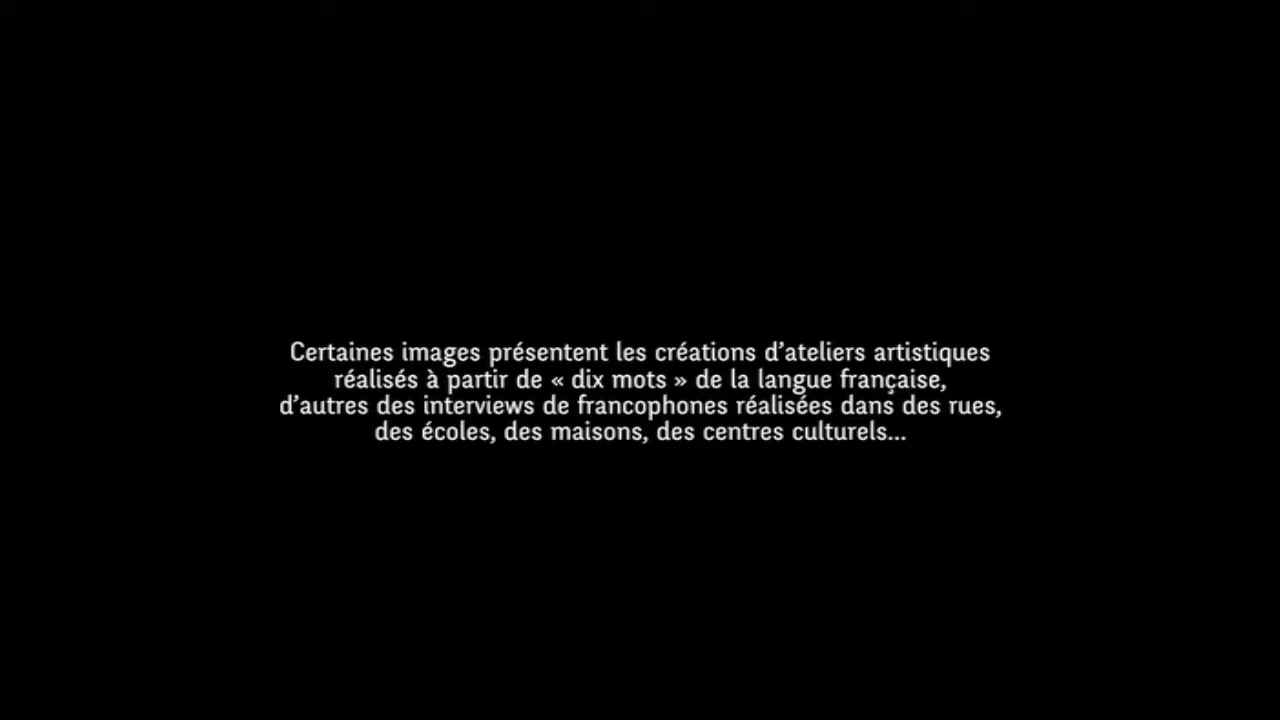 Certaines images présentent les créations d’ateliers artistiques
réalisés à partir de « dix mots » de la langue française,
d’autres des interviews de francophones réalisées dans des rues,
des écoles, des maisons, des centres culturels...